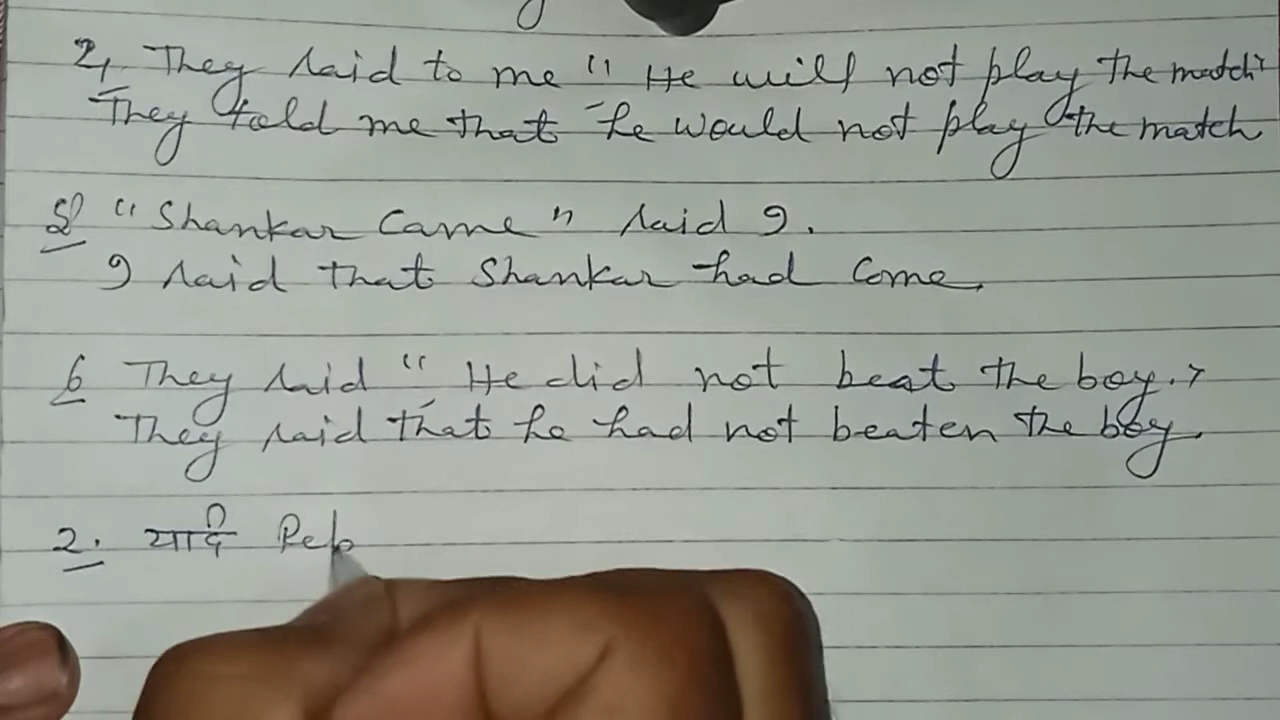 2, They said to me "He will not play the match"
They told me that he would not play the match
5 "Shankar Came" said I.
I said that Shankar had come.
6 They said "He did not beat the boy."
They said that he had not beaten the boy.
2. यदि Rep